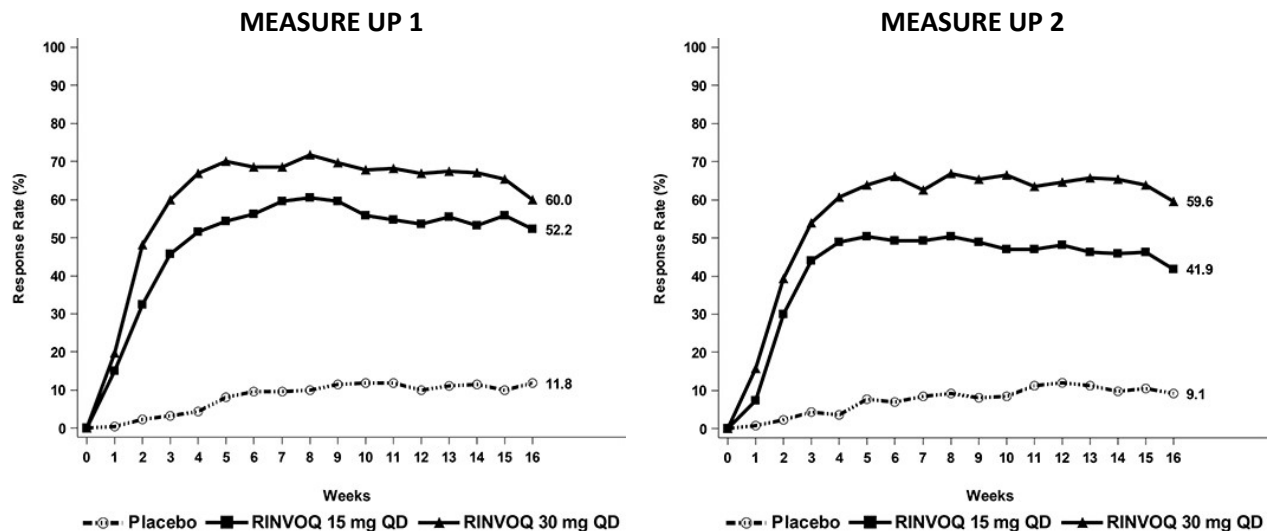 MEASURE UP 1
100
90
80
70
60
50
40
30
20
10
0
Response Rate (%)
60.0
52.2
11.8
0 1 2 3 4 5 6 7 8 9 10 11 12 13 14 15 16
Weeks
Placebo RINVOQ 15 mg QD RINVOQ 30 mg QD
MEASURE UP 2
100
90
80
70
60
50
40
30
20
10
0
Response Rate (%)
59.6
41.9
9.1
0 1 2 3 4 5 6 7 8 9 10 11 12 13 14 15 16
Weeks
Placebo RINVOQ 15 mg QD RINVOQ 30 mg QD